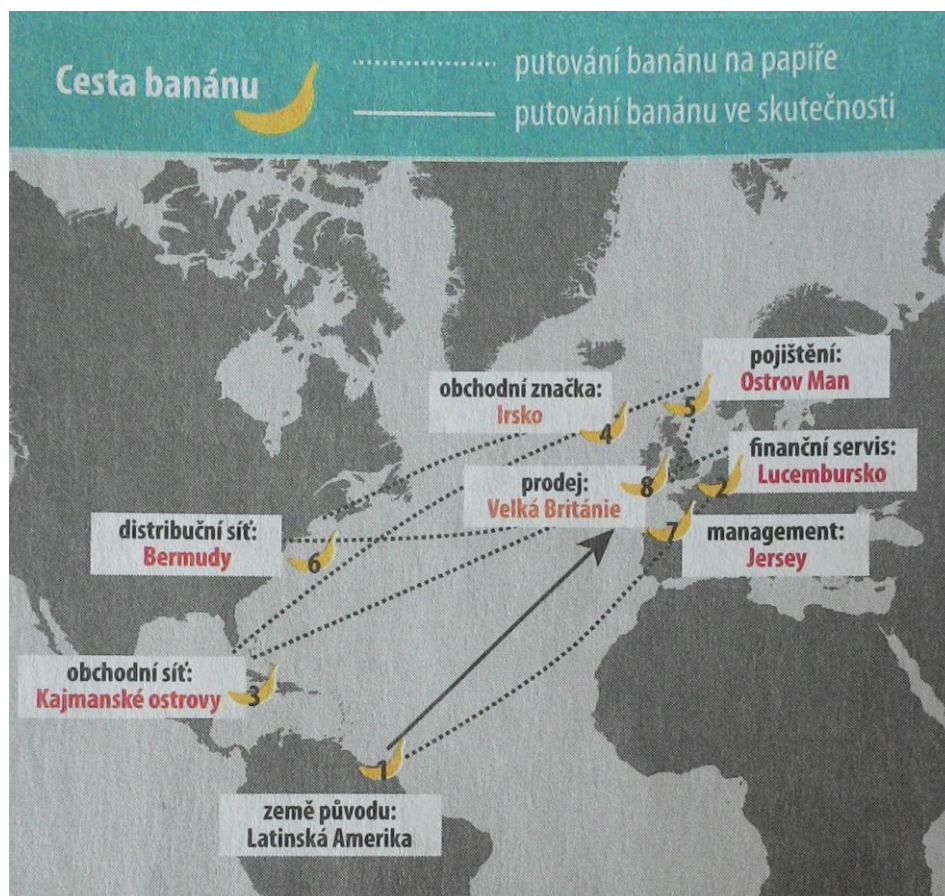 Cesta banánu
putování banánu na papíře
putování banánu ve skutečnosti
pojištění:
Ostrov Man
5
obchodní značka:
Irsko
4
finanční servis:
Lucembursko
2
prodej:
Velká Británie
8
distribuční síť:
Bermudy
6
management:
Jersey
7
obchodní síť:
Kajmanské ostrovy
3
1
země původu:
Latinská Amerika